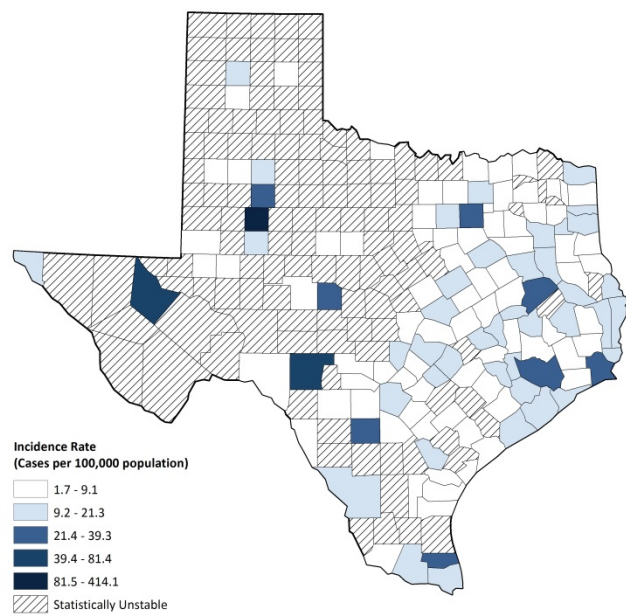 Incidence Rate
(Cases per 100,000 population)
1.7 - 9.1
9.2 - 21.3
21.4 - 39.3
39.4 - 81.4
81.5 - 414.1
Statistically Unstable